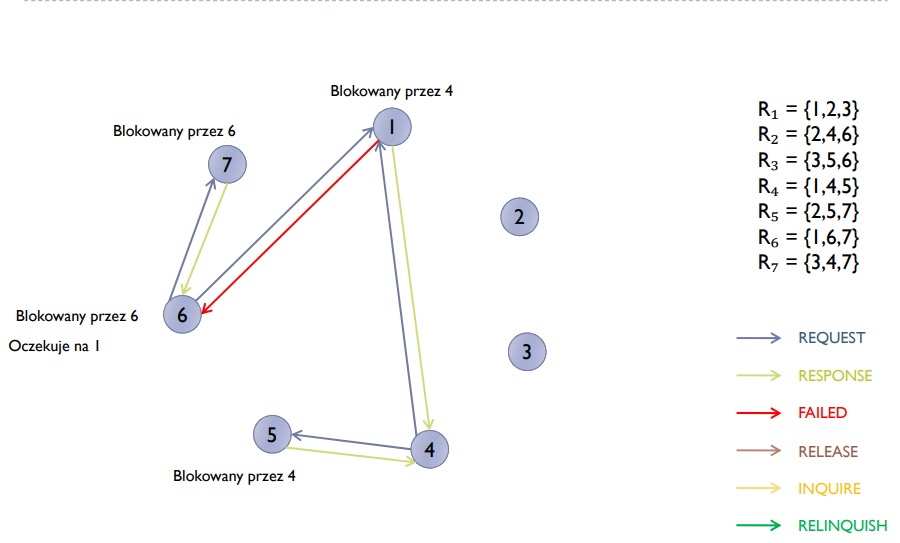 Blokowany przez 4
Blokowany przez 6
1
7
2
Blokowany przez 6
6
Oczekuje na 1
3
5
4
Blokowany przez 4
R₁ = {1,2,3}
R₂ = {2,4,6}
R₃ = {3,5,6}
R₄ = {1,4,5}
R₅ = {2,5,7}
R₆ = {1,6,7}
R₇ = {3,4,7}
REQUEST
RESPONSE
FAILED
RELEASE
INQUIRE
RELINQUISH